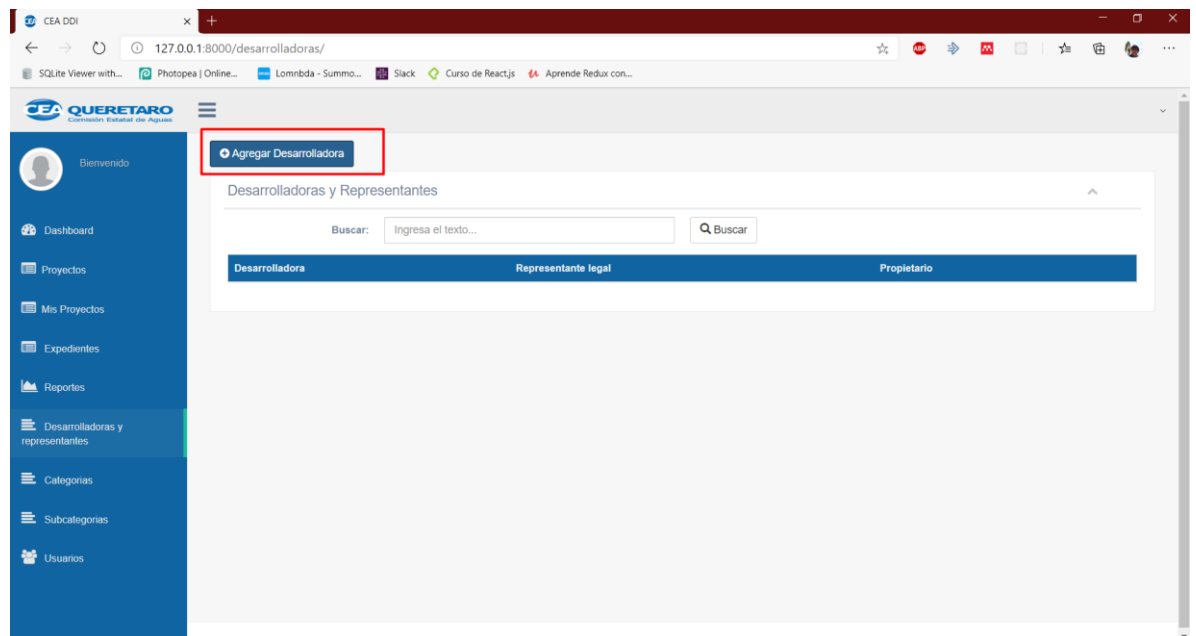 CEA DDI
127.0.0.1:8000/desarrolladoras/
SQLite Viewer with... Photopea | Online... Lomnbda - Summo... Slack Curso de React.js Aprende Redux con...
CEA QUERETARO
Comisión Estatal de Aguas
Bienvenido
Dashboard
Proyectos
Mis Proyectos
Expedientes
Reportes
Desarrolladoras y
representantes
Categorias
Subcategorias
Usuarios
Agregar Desarrolladora
Desarrolladoras y Representantes
Buscar: Ingresa el texto... Buscar
Desarrolladora Representante legal Propietario